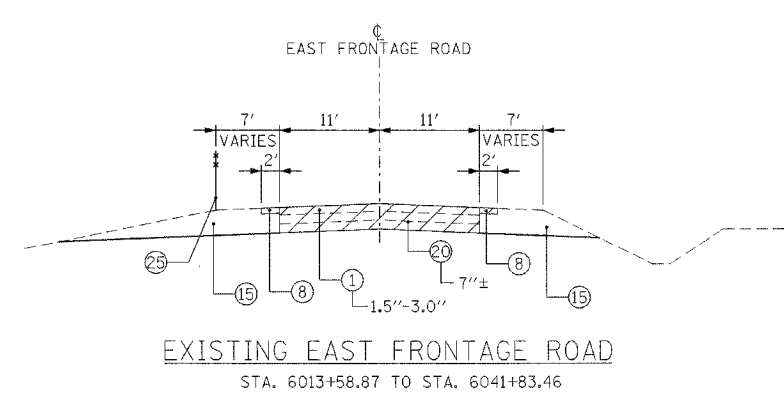 ℄
EAST FRONTAGE ROAD
7' 11' 11' 7'
VARIES VARIES
2' 2'
25 20 8
15 8 1 7"± 15
1.5"-3.0"
EXISTING EAST FRONTAGE ROAD
STA. 6013+58.87 TO STA. 6041+83.46